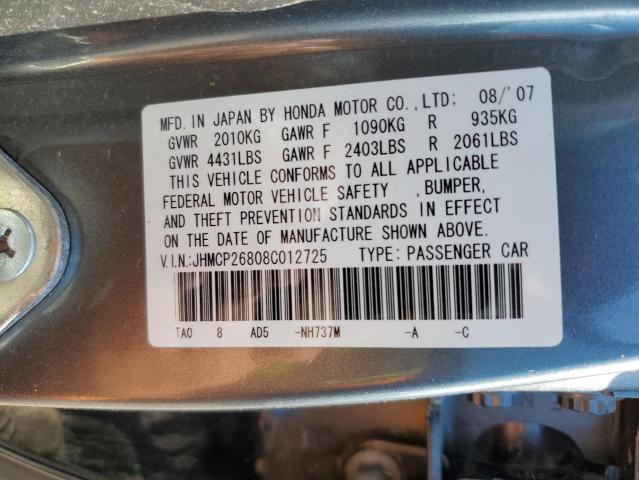 MFD. IN JAPAN BY HONDA MOTOR CO.,LTD: 08/'07
GVWR 2010KG GAWR F 1090KG R 935KG
GVWR 4431LBS GAWR F 2403LBS R 2061LBS
THIS VEHICLE CONFORMS TO ALL APPLICABLE
FEDERAL MOTOR VEHICLE SAFETY ,BUMPER,
AND THEFT PREVENTION STANDARDS IN EFFECT
ON THE DATE OF MANUFACTURE SHOWN ABOVE.
V.I.N:JHMCP26808C012725 TYPE:PASSENGER CAR
TA0 8 AD5 -NH737M -A -C